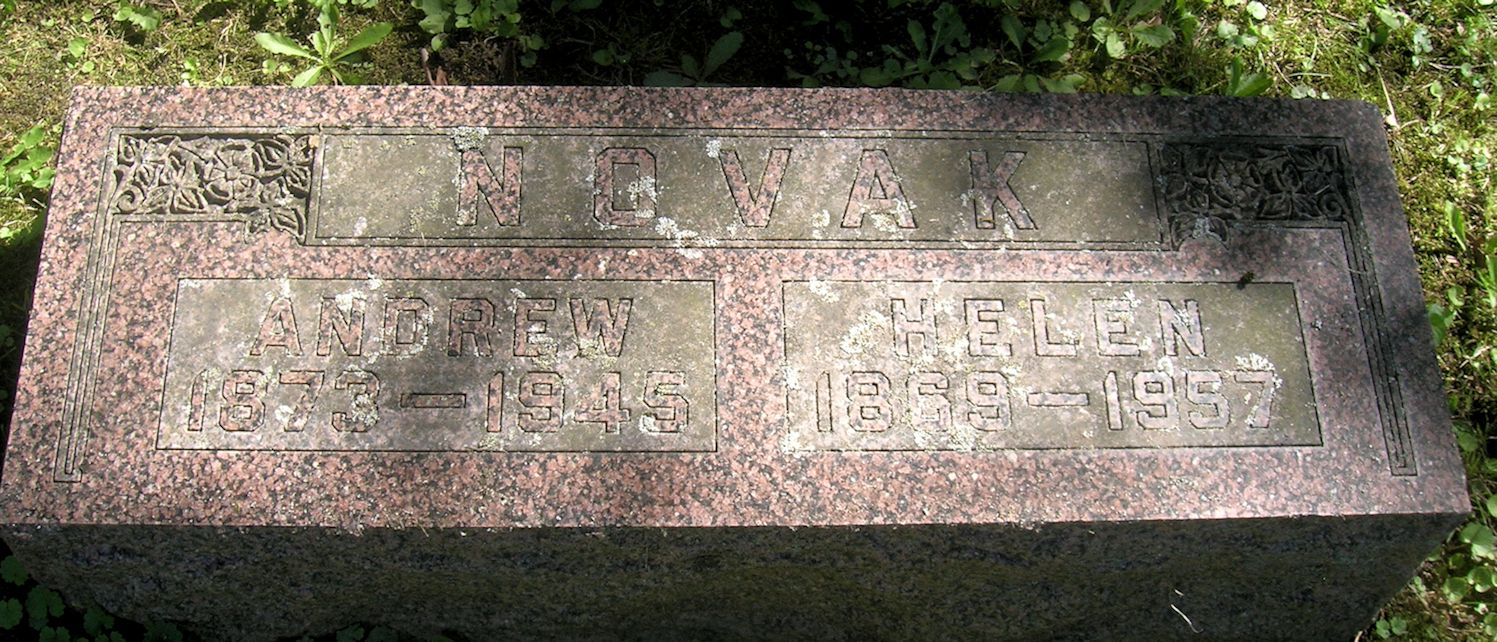 NOVAK
ANDREW
1873 — 1945
HELEN
1869 — 1957